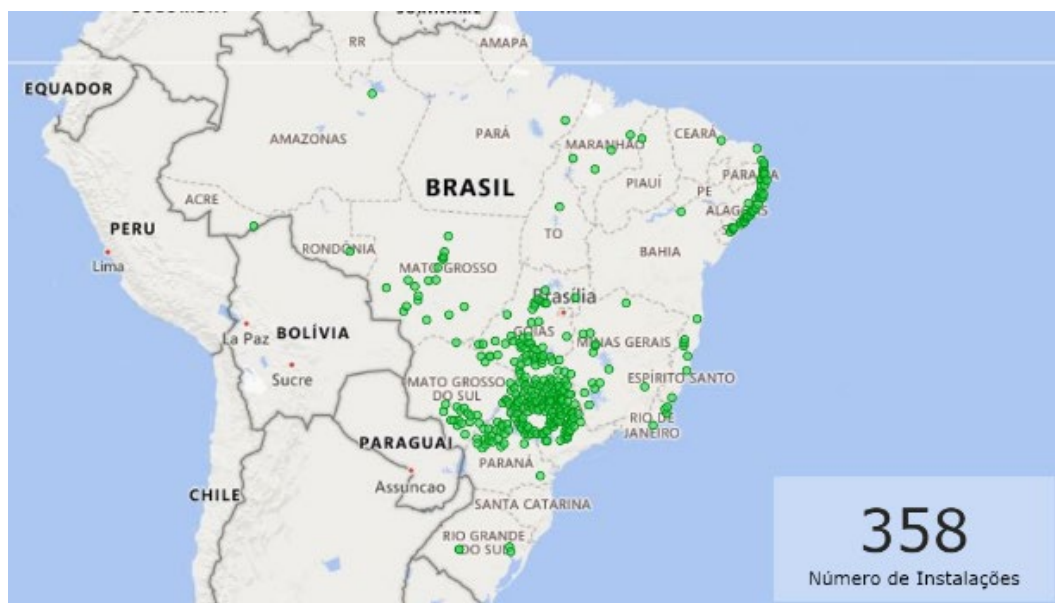 SURINAME
RR
AMAPÁ
EQUADOR
AMAZONAS
PARÁ
MARANHÃO
CEARÁ
PARAÍBA
PIAUÍ
PE
BRASIL
ACRE
ALAGOAS
PERU
TO
RONDÔNIA
BAHIA
Lima
MATO GROSSO
Brasília
La Paz
BOLÍVIA
GOIÁS
MINAS GERAIS
Sucre
MATO GROSSO
DO SUL
ESPÍRITO SANTO
RIO DE
JANEIRO
PARAGUAI
PARANÁ
Assuncao
CHILE
SANTA CATARINA
RIO GRANDE
DO SUL
358
Número de Instalações